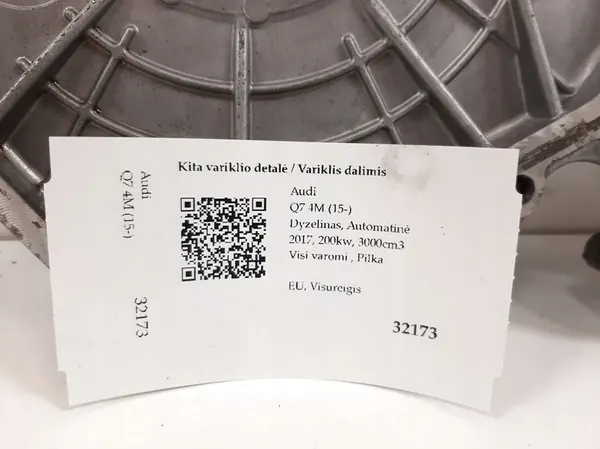 Kita variklio detalė / Variklis dalimis
Audi
Q7 4M (15-)
Dyzelinas, Automatinė
2017, 200kw, 3000cm3
Visi varomi , Pilka
EU, Visureigis
32173
Audi
Q7 4M (15-)
32173